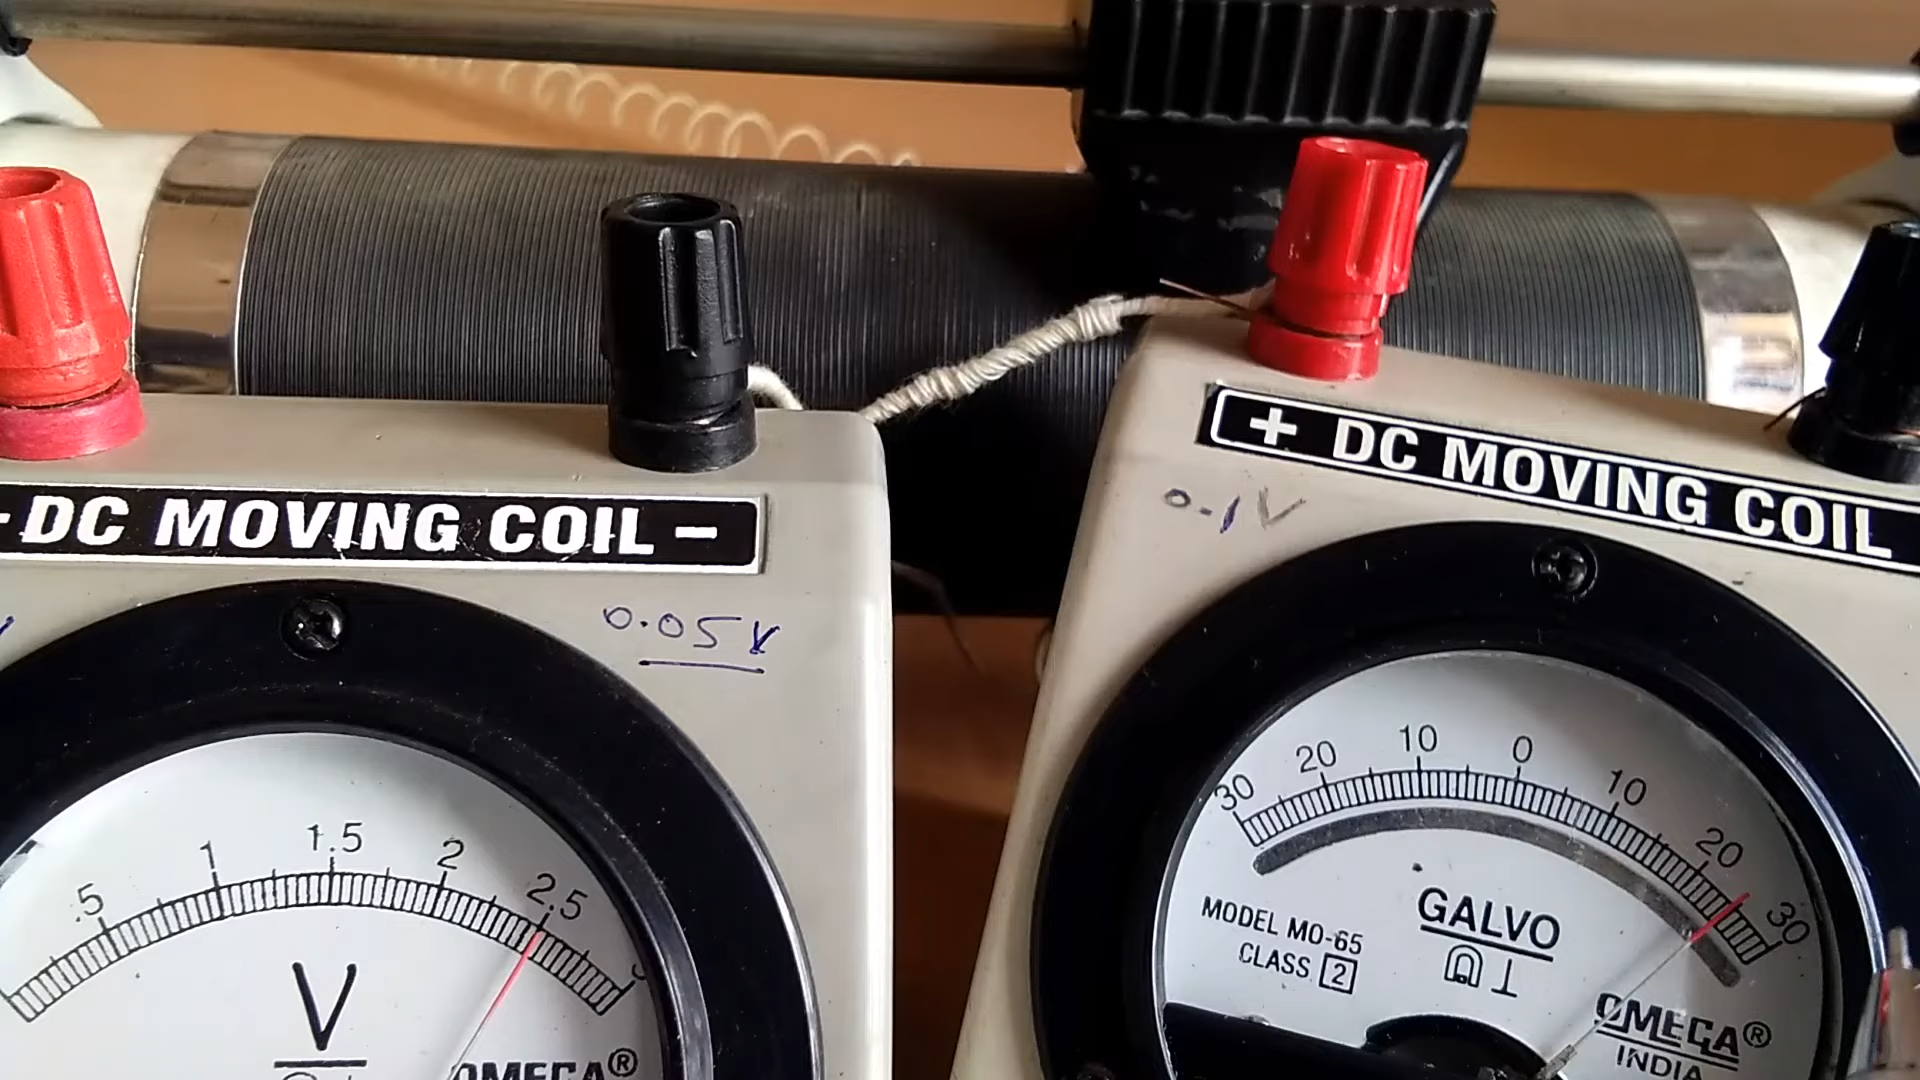 DC MOVING COIL -
0.05V
.5 1 1.5 2 2.5
V
OMEGA®
+ DC MOVING COIL
0.1V
30 20 10 0 10 20 30
GALVO
MODEL MO-65
CLASS 2
OMEGA®
INDIA